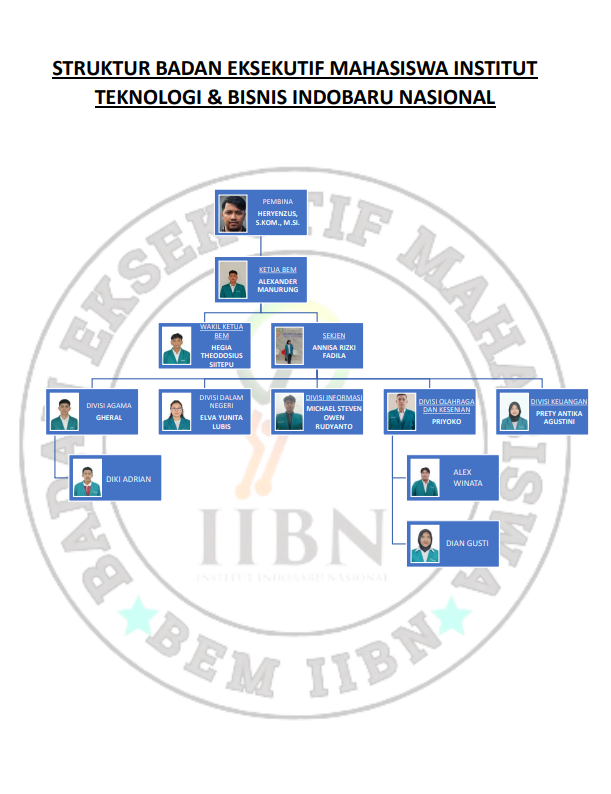 STRUKTUR BADAN EKSEKUTIF MAHASISWA INSTITUT
TEKNOLOGI & BISNIS INDOBARU NASIONAL
BADAN EKSEKUTIF MAHASISWA
PEMBINA
HERYENZUS,
S.KOM., M.SI.
KETUA BEM
ALEXANDER
MANURUNG
WAKIL KETUA
BEM
HEGIA
THEODOSIUS
SIITEPU
SEKJEN
ANNISA RIZKI
FADILA
DIVISI AGAMA
GHERAL
DIVISI DALAM
NEGERI
ELVA YUNITA
LUBIS
DIVISI INFORMASI
MICHAEL STEVEN
OWEN
RUDYANTO
DIVISI OLAHRAGA
DAN KESENIAN
PRIYOKO
DIVISI KEUANGAN
PRETY ANTIKA
AGUSTINI
DIKI ADRIAN
ALEX
WINATA
DIAN GUSTI
IIBN
INSTITUT INDOBARU NASIONAL
BEM IIBN